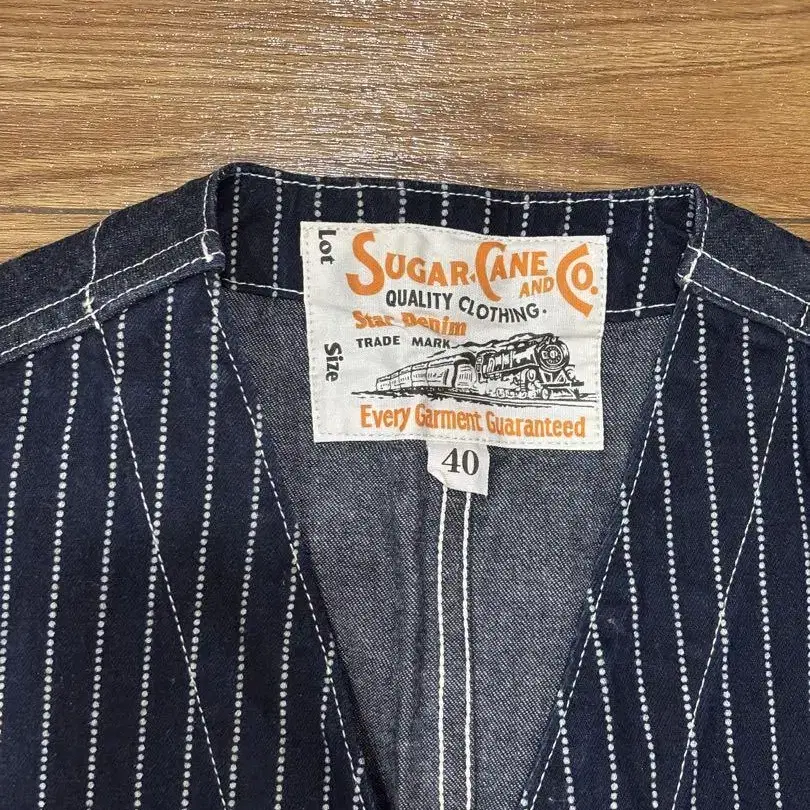 Lot
SUGAR CANE AND CO.
QUALITY CLOTHING.
Star Denim
TRADE MARK
Size
Every Garment Guaranteed
40